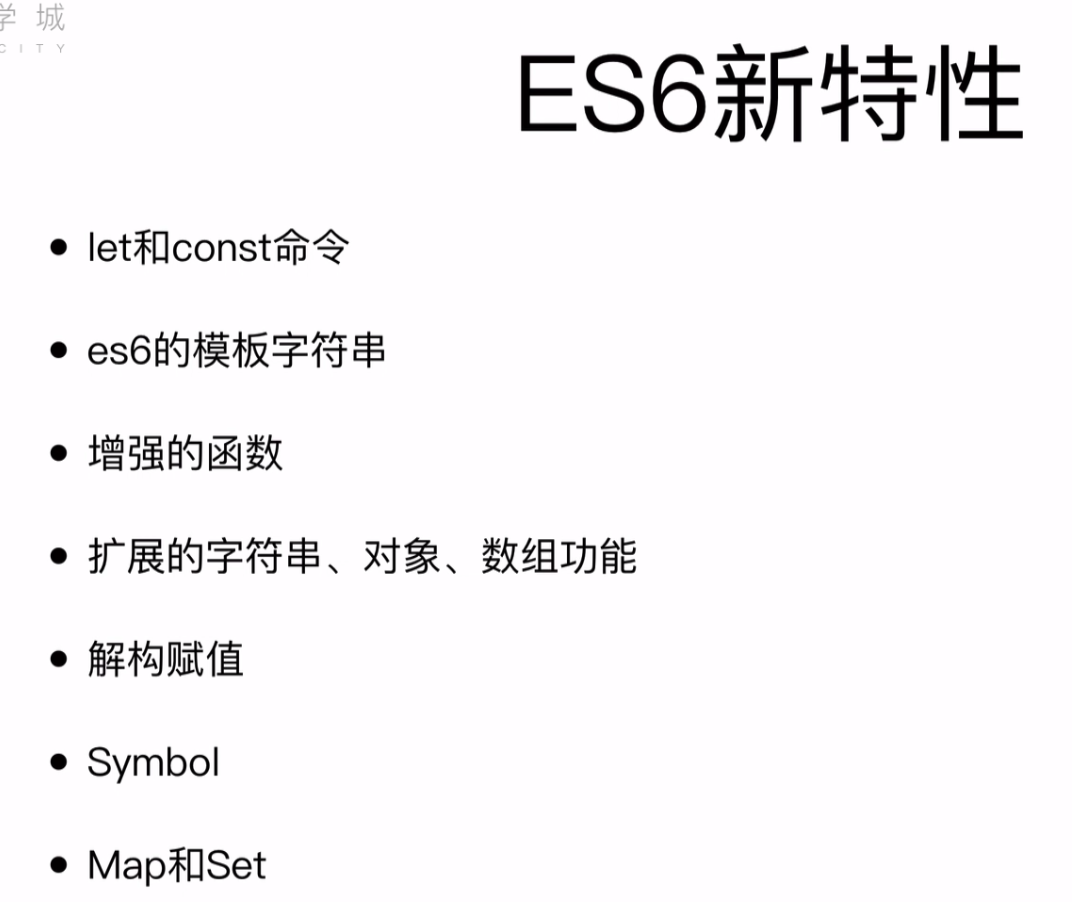 学 城
CITY
ES6新特性
• let和const命令
• es6的模板字符串
• 增强的函数
• 扩展的字符串、对象、数组功能
• 解构赋值
• Symbol
• Map和Set